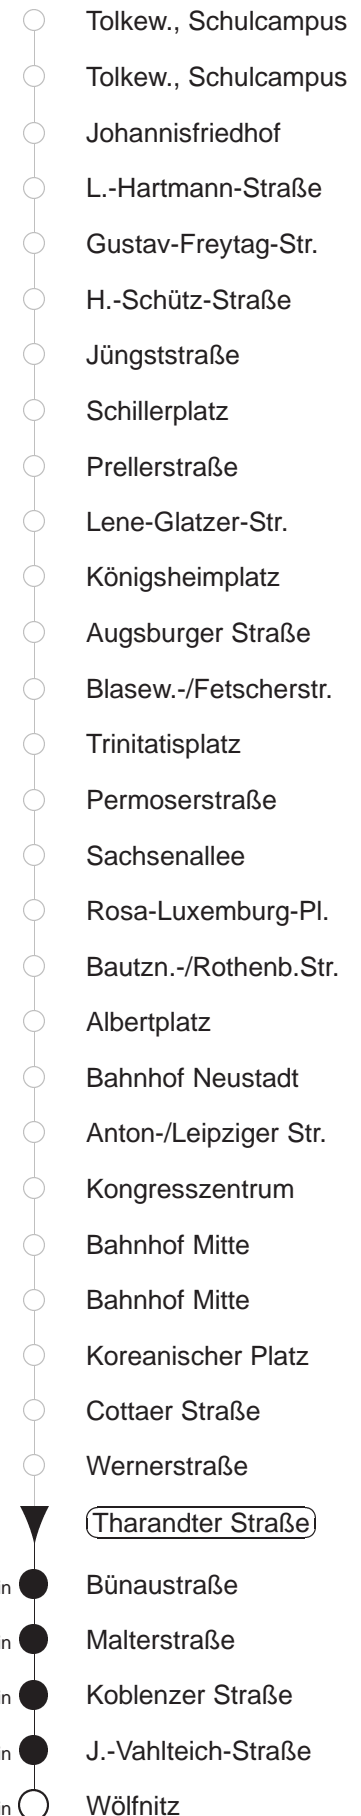 Tolkew., Schulcampus
Tolkew., Schulcampus
Johannisfriedhof
L.-Hartmann-Straße
Gustav-Freytag-Str.
H.-Schütz-Straße
Jüngststraße
Schillerplatz
Prellerstraße
Lene-Glatzer-Str.
Königsheimplatz
Augsburger Straße
Blasew.-/Fetscherstr.
Trinitatisplatz
Permoserstraße
Sachsenallee
Rosa-Luxemburg-Pl.
Bautzn.-/Rothenb.Str.
Albertplatz
Bahnhof Neustadt
Anton-/Leipziger Str.
Kongresszentrum
Bahnhof Mitte
Bahnhof Mitte
Koreanischer Platz
Cottaer Straße
Wernerstraße
Tharandter Straße
Bünaustraße
Malterstraße
Koblenzer Straße
J.-Vahlteich-Straße
Wölfnitz